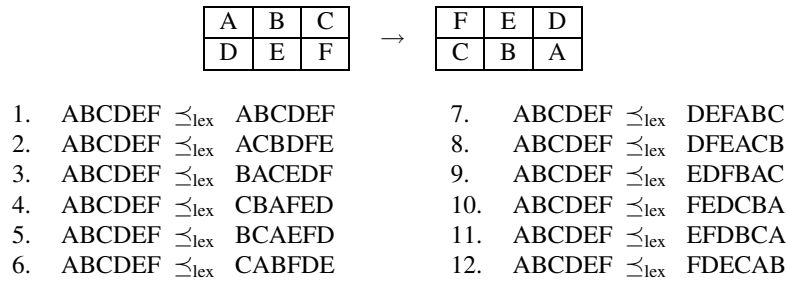 A B C → F E D
D E F C B A
1. ABCDEF ⪯lex ABCDEF
2. ABCDEF ⪯lex ACBDFE
3. ABCDEF ⪯lex BACEDF
4. ABCDEF ⪯lex CBAFED
5. ABCDEF ⪯lex BCAEFD
6. ABCDEF ⪯lex CABFDE
7. ABCDEF ⪯lex DEFABC
8. ABCDEF ⪯lex DFEACB
9. ABCDEF ⪯lex EDFBAC
10. ABCDEF ⪯lex FEDCBA
11. ABCDEF ⪯lex EFDBCA
12. ABCDEF ⪯lex FDECAB